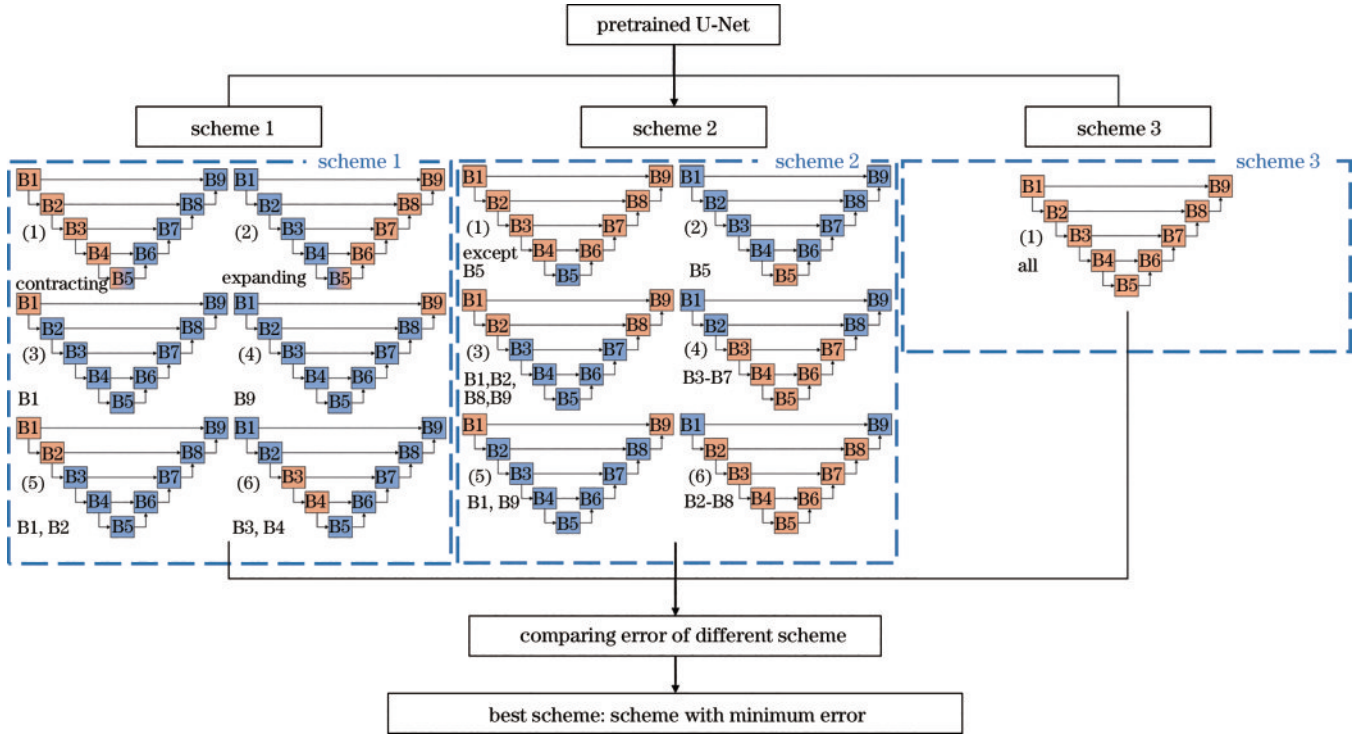 pretrained U-Net
scheme 1
scheme 2
scheme 3
scheme 1
B1 B9
B2 B8
(1) B3 B7
B4 B6
contracting B5
B1 B9
B2 B8
(2) B3 B7
B4 B6
expanding B5
B1 B9
B2 B8
(3) B3 B7
B4 B6
B1 B5
B1 B9
B2 B8
(4) B3 B7
B4 B6
B9 B5
B1 B9
B2 B8
(5) B3 B7
B4 B6
B1, B2 B5
B1 B9
B2 B8
(6) B3 B7
B4 B6
B3, B4 B5
scheme 2
B1 B9
B2 B8
(1) B3 B7
except B4 B6
B5 B5
B1 B9
B2 B8
(2) B3 B7
B4 B6
B5 B5
B1 B9
B2 B8
(3) B3 B7
B1,B2, B4 B6
B8,B9 B5
B1 B9
B2 B8
(4) B3 B7
B3-B7 B4 B6
B5
B1 B9
B2 B8
(5) B3 B7
B1, B9 B4 B6
B5
B1 B9
B2 B8
(6) B3 B7
B2-B8 B4 B6
B5
scheme 3
B1 B9
B2 B8
(1) B3 B7
all B4 B6
B5
comparing error of different scheme
best scheme: scheme with minimum error